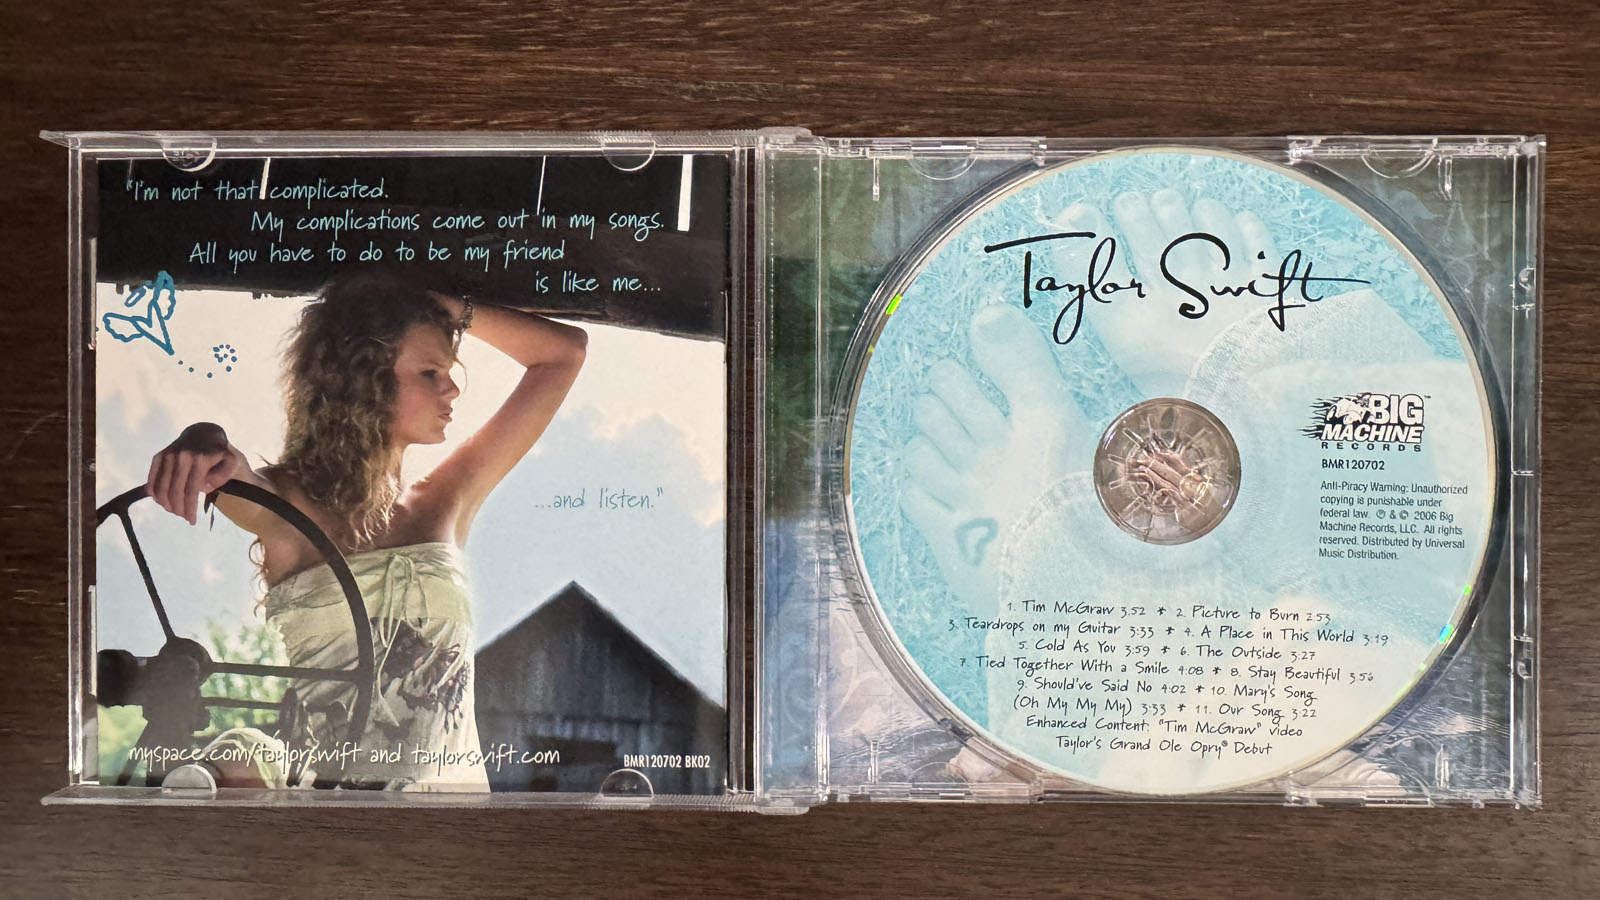 "I'm not that complicated.
My complications come out in my songs.
All you have to do to be my friend
is like me...
...and listen."
myspace.com/taylorswift and taylorswift.com
BMR120702 BK02
Taylor Swift
BIG
MACHINE
RECORDS
BMR120702
Anti-Piracy Warning: Unauthorized
copying is punishable under
federal law. ℗ & © 2006 Big
Machine Records, LLC. All rights
reserved. Distributed by Universal
Music Distribution.
1. Tim McGraw 3:52 * 2. Picture to Burn 2:53
3. Teardrops on my Guitar 3:33 * 4. A Place in This World 3:19
5. Cold As You 3:59 * 6. The Outside 3:27
7. Tied Together With a Smile 4:08 * 8. Stay Beautiful 3:56
9. Should've Said No 4:02 * 10. Mary's Song
(Oh My My My) 3:33 * 11. Our Song 3:22
Enhanced Content: "Tim McGraw" video
Taylor's Grand Ole Opry® Debut